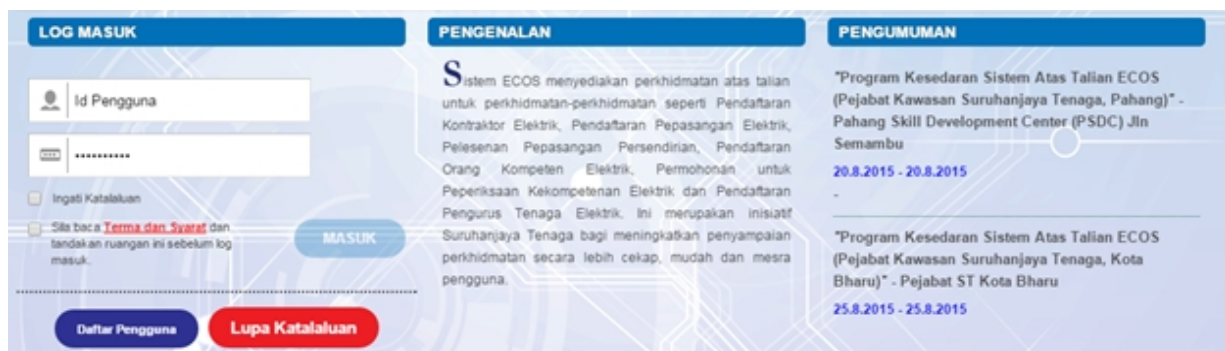 LOG MASUK
Id Pengguna
••••••••••
Ingati Katalaluan
Sila baca Terma dan Syarat dan
tandakan ruangan ini sebelum log
masuk.
MASUK
Daftar Pengguna
Lupa Katalaluan
PENGENALAN
Sistem ECOS menyediakan perkhidmatan atas talian
untuk perkhidmatan-perkhidmatan seperti Pendaftaran
Kontraktor Elektrik, Pendaftaran Pepasangan Elektrik,
Pelesenan Pepasangan Persendirian, Pendaftaran
Orang Kompeten Elektrik, Permohonan untuk
Peperiksaan Kekompetenan Elektrik dan Pendaftaran
Pengurus Tenaga Elektrik. Ini merupakan inisiatif
Suruhanjaya Tenaga bagi meningkatkan penyampaian
perkhidmatan secara lebih cekap, mudah dan mesra
pengguna.
PENGUMUMAN
"Program Kesedaran Sistem Atas Talian ECOS
(Pejabat Kawasan Suruhanjaya Tenaga, Pahang)" -
Pahang Skill Development Center (PSDC) Jln
Semambu
20.8.2015 - 20.8.2015
-
"Program Kesedaran Sistem Atas Talian ECOS
(Pejabat Kawasan Suruhanjaya Tenaga, Kota
Bharu)" - Pejabat ST Kota Bharu
25.8.2015 - 25.8.2015